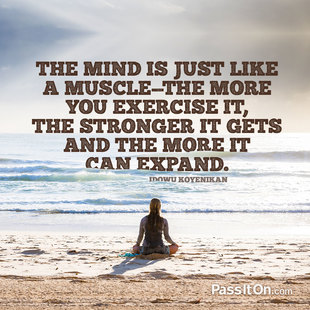 THE MIND IS JUST LIKE
A MUSCLE—THE MORE
YOU EXERCISE IT,
THE STRONGER IT GETS
AND THE MORE IT
CAN EXPAND.
IDOWU KOYENIKAN
PassItOn.com